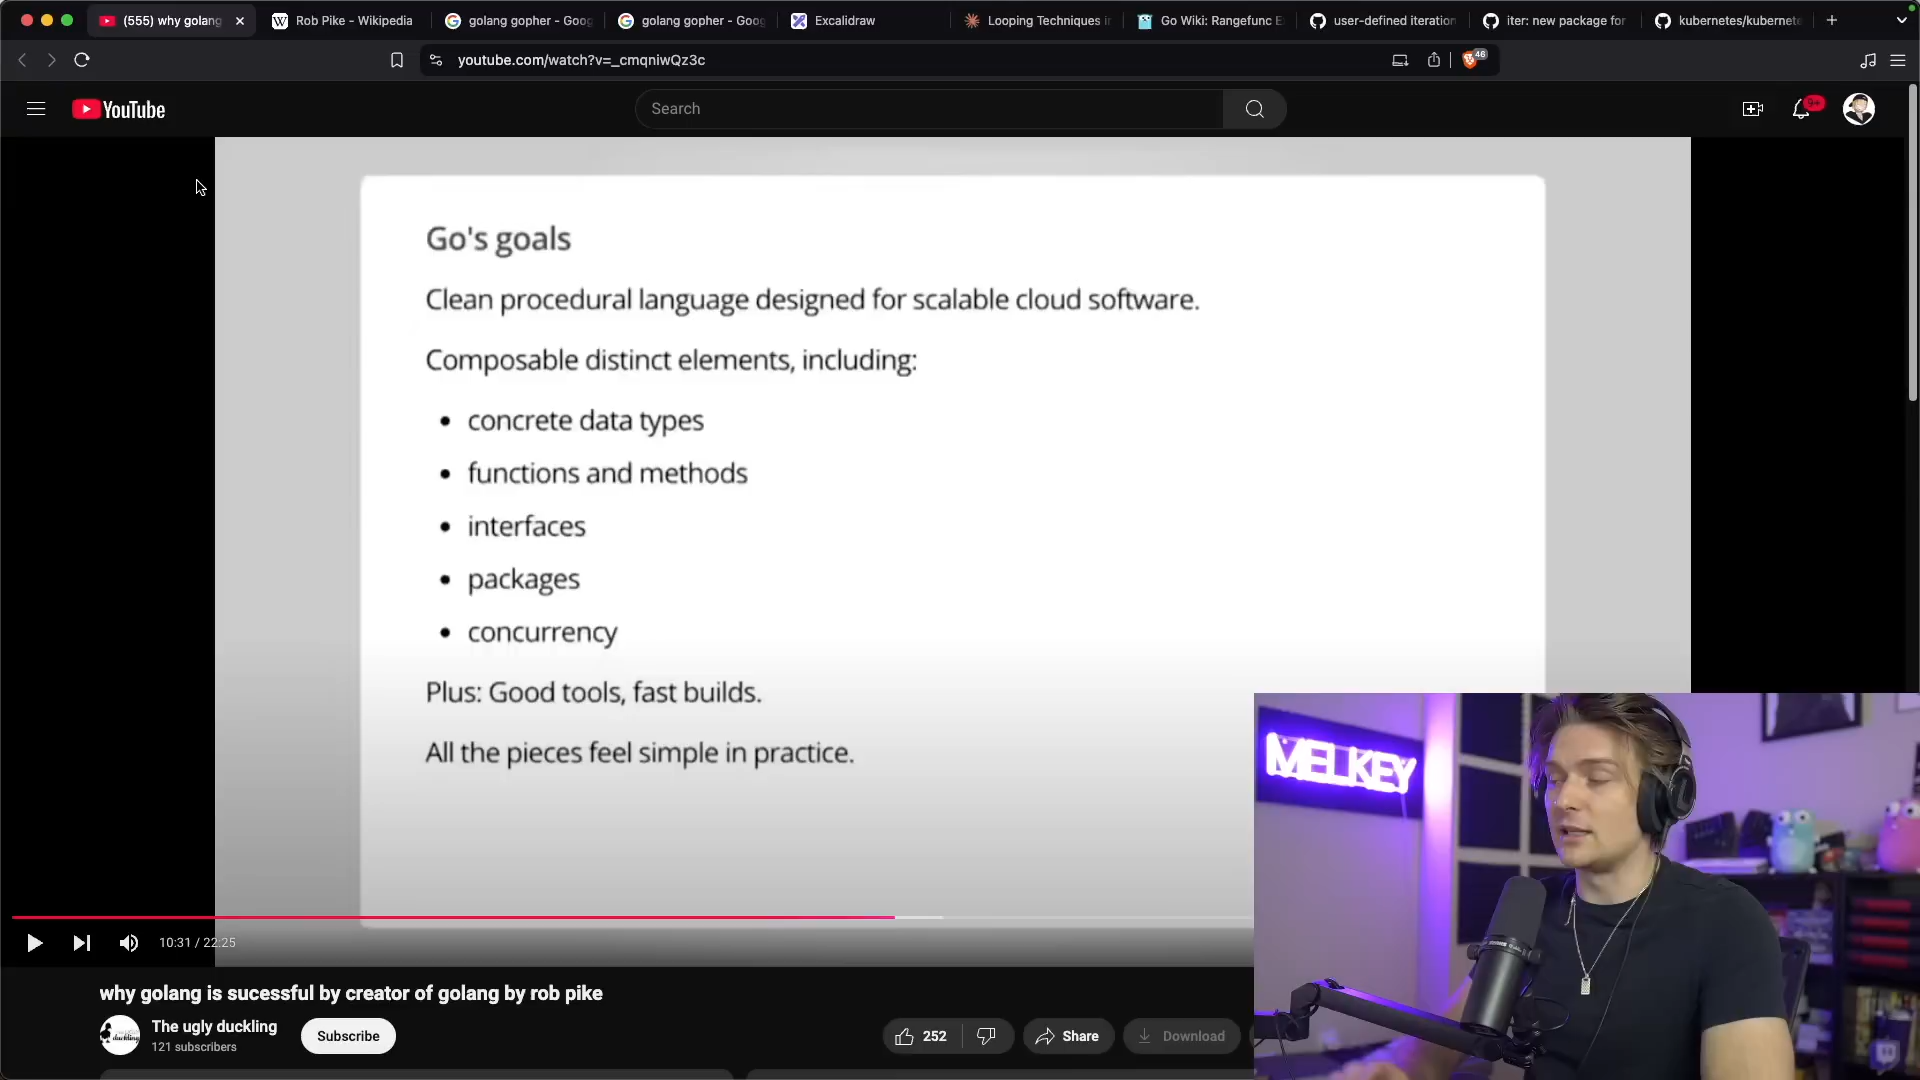 (555) why golang
Rob Pike - Wikipedia
golang gopher - Goog
golang gopher - Goog
Excalidraw
Looping Techniques i
Go Wiki: Rangefunc E
user-defined iteration
iter: new package for
kubernetes/kubernete
youtube.com/watch?v=_cmqniwQz3c
46
YouTube
Search
9+
Go's goals
Clean procedural language designed for scalable cloud software.
Composable distinct elements, including:
• concrete data types
• functions and methods
• interfaces
• packages
• concurrency
Plus: Good tools, fast builds.
All the pieces feel simple in practice.
MELKEY
10:31 / 22:25
why golang is sucessful by creator of golang by rob pike
The ugly duckling
121 subscribers
Subscribe
252
Share
Download